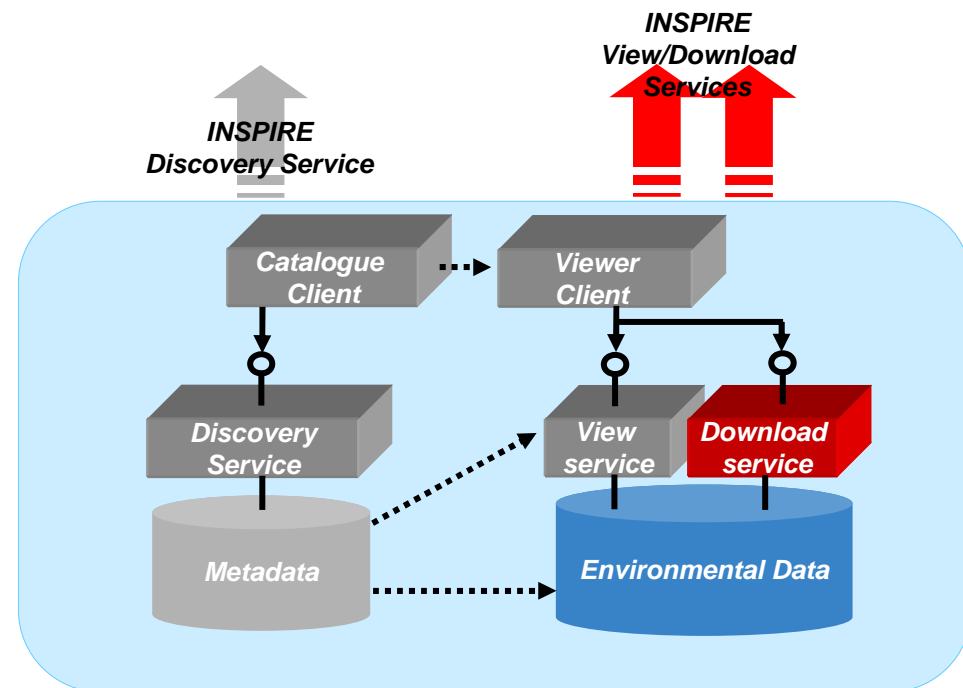 INSPIRE
View/Download
Services
INSPIRE
Discovery Service
Catalogue
Client
Viewer
Client
Discovery
Service
View
service
Download
service
Metadata
Environmental Data